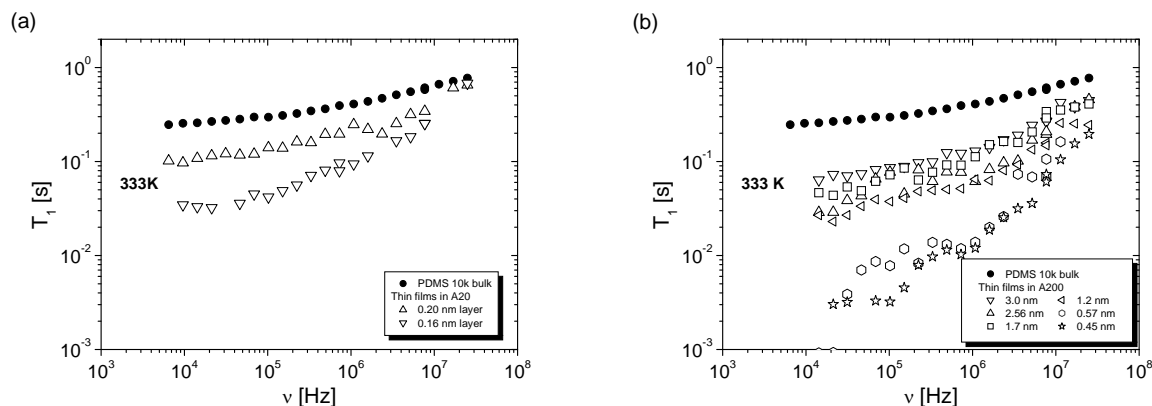 (a)
10⁰
10⁻¹
10⁻²
10⁻³
T₁ [s]
333K
PDMS 10k bulk
Thin films in A20
0.20 nm layer
0.16 nm layer
10³ 10⁴ 10⁵ 10⁶ 10⁷ 10⁸
ν [Hz]
(b)
10⁰
10⁻¹
10⁻²
10⁻³
T₁ [s]
333 K
PDMS 10k bulk
Thin films in A200
3.0 nm 1.2 nm
2.56 nm 0.57 nm
1.7 nm 0.45 nm
10³ 10⁴ 10⁵ 10⁶ 10⁷ 10⁸
ν [Hz]